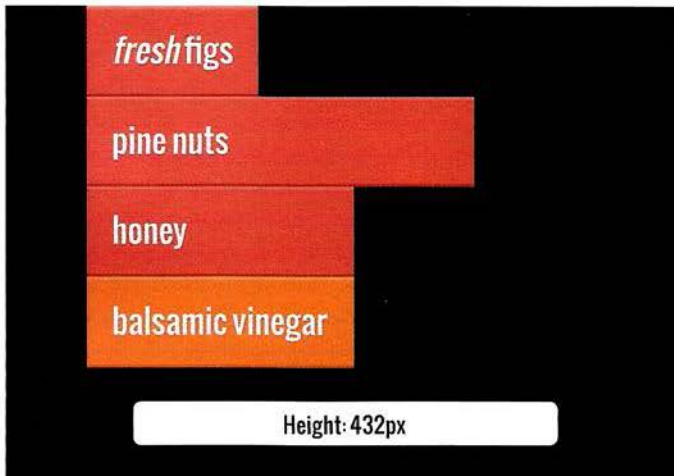 fresh figs
pine nuts
honey
balsamic vinegar
Height: 432px